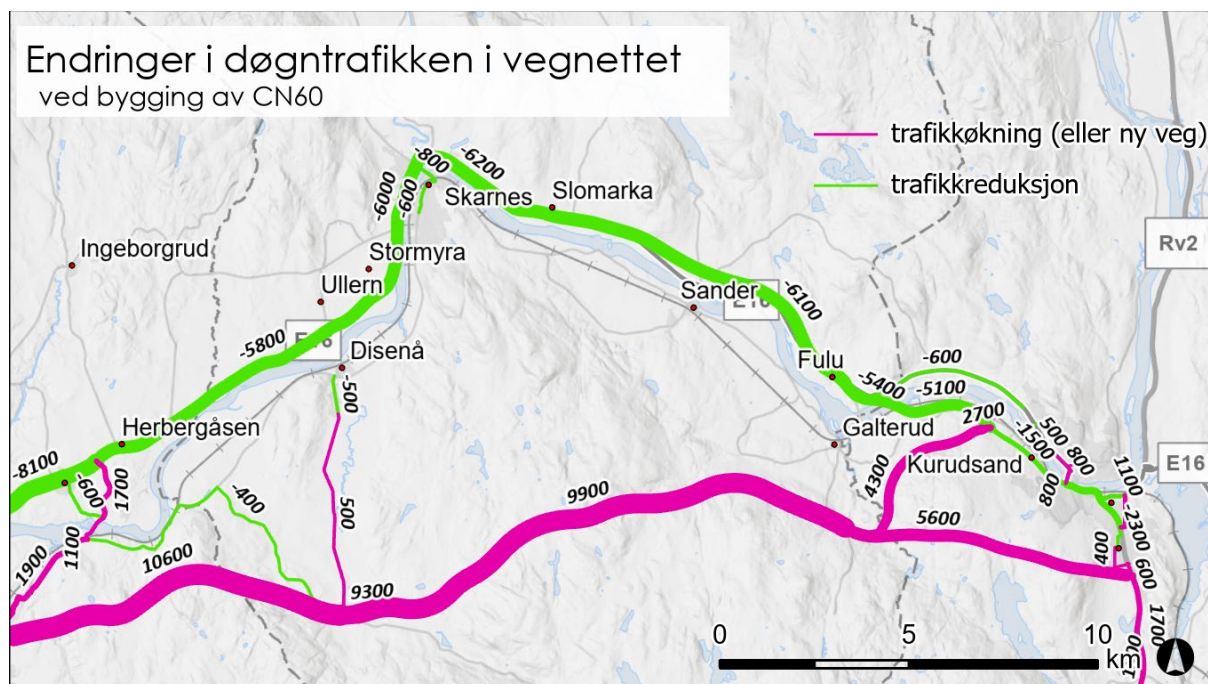 Endringer i døgntrafikken i vegnettet
ved bygging av CN60
trafikkøkning (eller ny veg)
trafikkreduksjon
-800
-6200
-6000
-600
Skarnes
Slomarka
Rv2
Ingeborgrud
Stormyra
Ullern
Sander
-6100
-5800
Disenå
-500
Fulu
-600
-5400
-5100
Herbergåsen
2700
-1500
500
800
Galterud
Kurudsand
E16
-8100
-600
1700
-400
9900
4300
800
1100
-2300
500
5600
400
600
1900
1100
10600
9300
1700
0
5
10
km